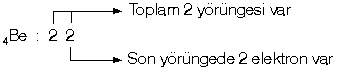 Toplam 2 yörüngesi var
₄Be : 2 2
Son yörüngede 2 elektron var